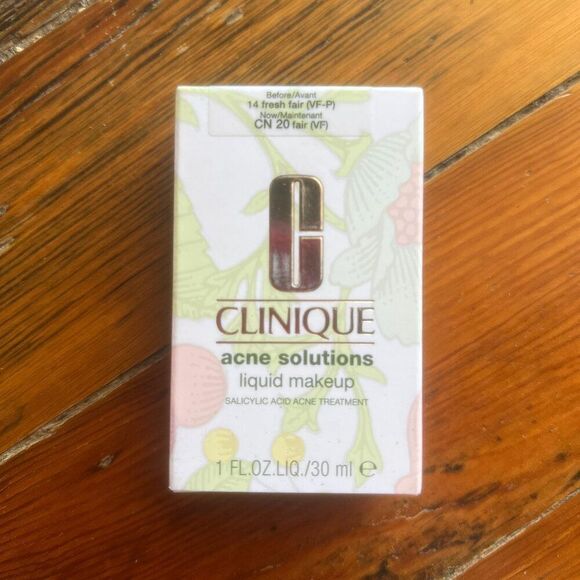 Before/Avant
14 fresh fair (VF-P)
Now/Maintenant
CN 20 fair (VF)
C
CLINIQUE
acne solutions
liquid makeup
SALICYLIC ACID ACNE TREATMENT
1 FL.OZ.LIQ./30 ml ℮